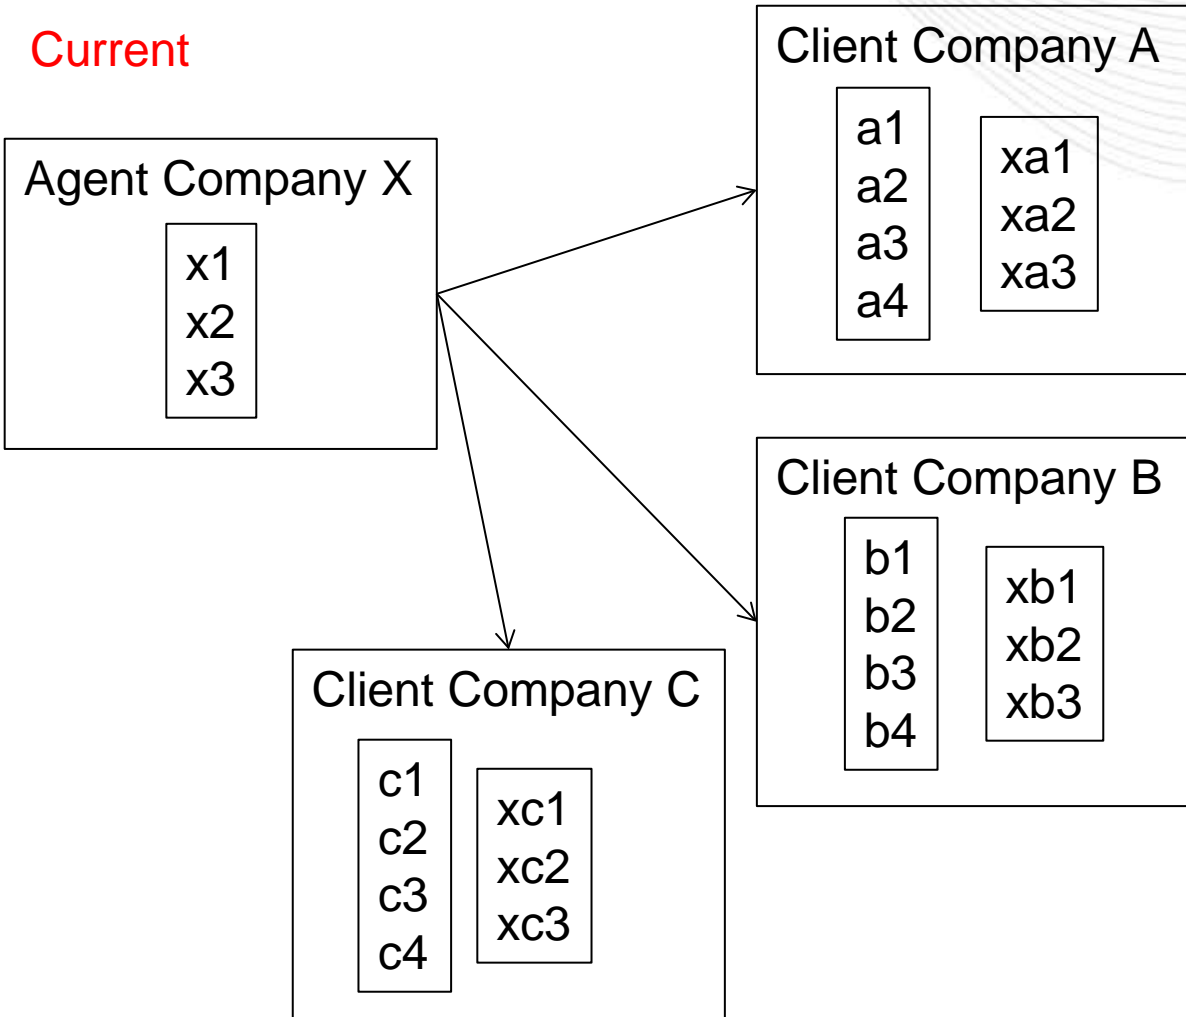 Current
Agent Company X
x1
x2
x3
Client Company A
a1
a2
a3
a4
xa1
xa2
xa3
Client Company B
b1
b2
b3
b4
xb1
xb2
xb3
Client Company C
c1
c2
c3
c4
xc1
xc2
xc3